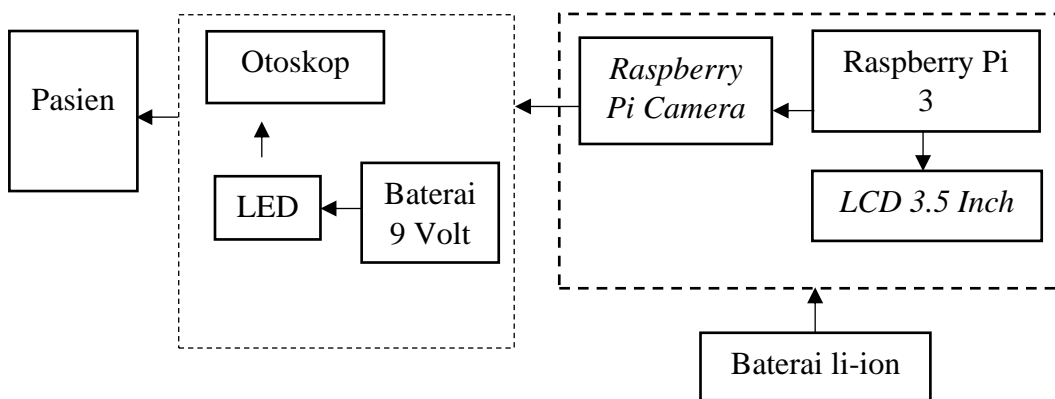 Pasien
Otoskop
LED
Baterai
9 Volt
Raspberry
Pi Camera
Raspberry Pi
3
LCD 3.5 Inch
Baterai li-ion